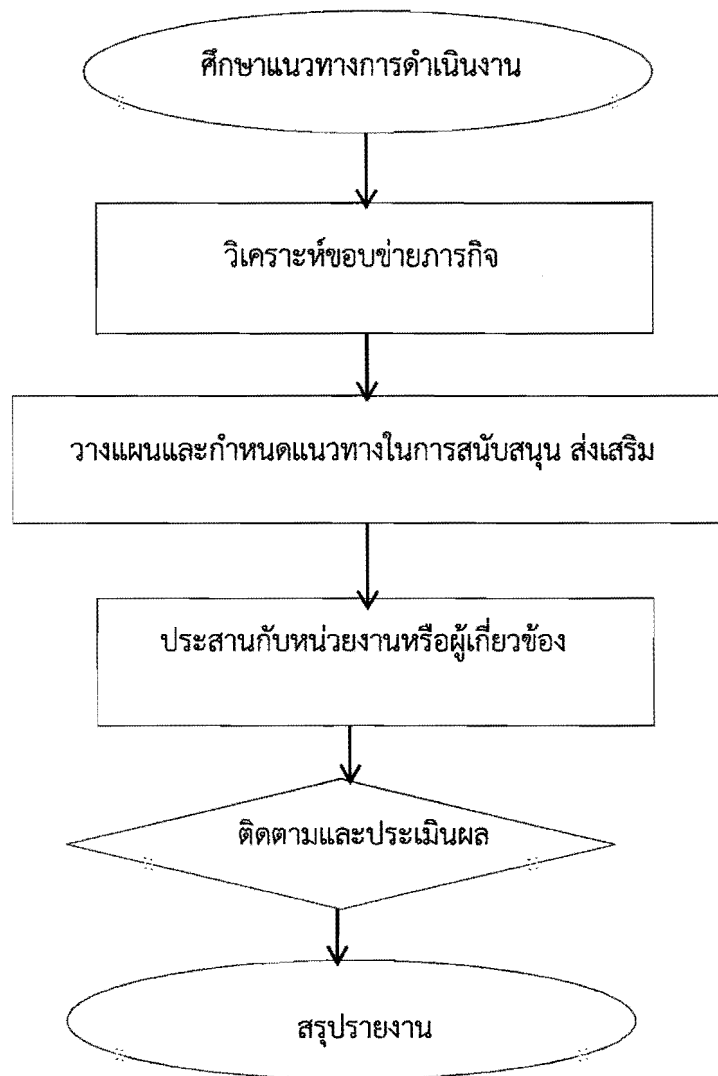 ศึกษาแนวทางการดำเนินงาน
วิเคราะห์ขอบข่ายภารกิจ
วางแผนและกำหนดแนวทางในการสนับสนุน ส่งเสริม
ประสานกับหน่วยงานหรือผู้เกี่ยวข้อง
ติดตามและประเมินผล
สรุปรายงาน